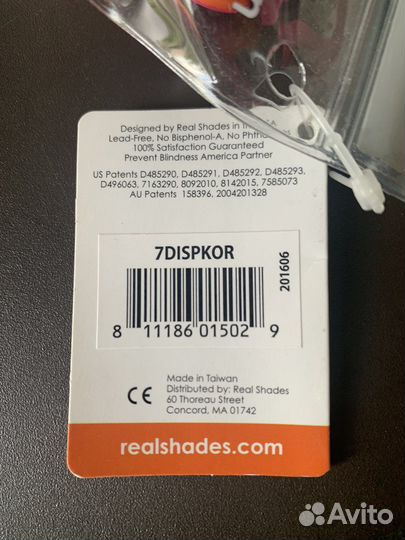 Designed by Real Shades in
Lead-Free, No Bisphenol-A, No
100% Satisfaction Guaranteed
Prevent Blindness America Partner
US Patents D485290, D485291, D485292, D485293,
D496063, 7163290, 8092010, 8142015, 7585073
AU Patents 158396, 2004201328
7DISPKOR
201606
8 11186 01502 9
CE
Made in Taiwan
Distributed by: Real Shades
60 Thoreau Street
Concord, MA 01742
realshades.com
Avito